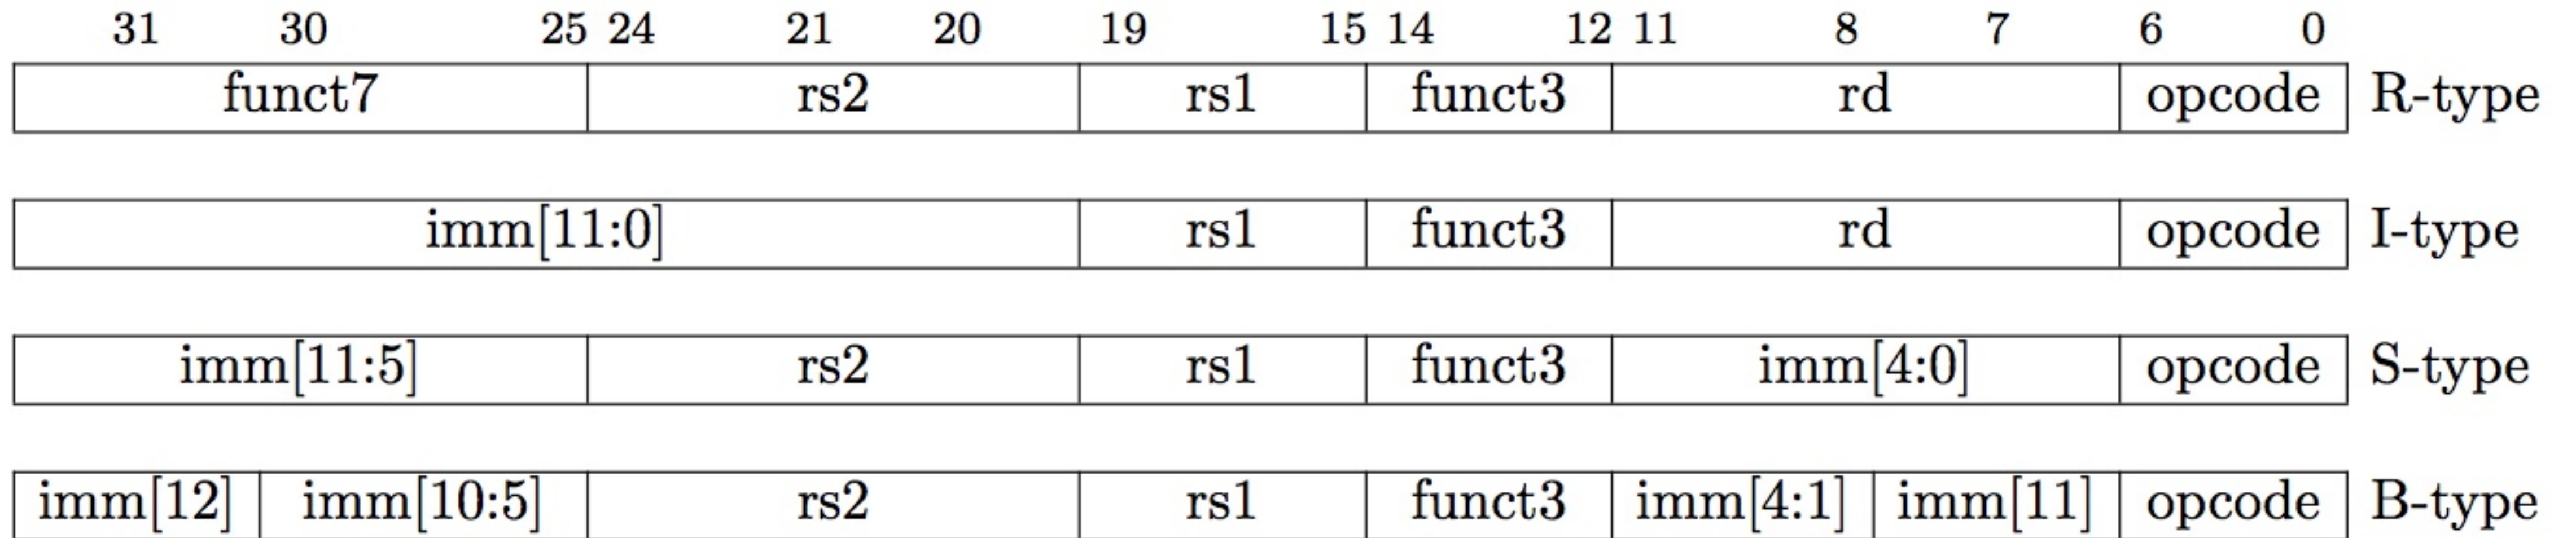 31 30 25 24 21 20 19 15 14 12 11 8 7 6 0
funct7 rs2 rs1 funct3 rd opcode R-type
imm[11:0] rs1 funct3 rd opcode I-type
imm[11:5] rs2 rs1 funct3 imm[4:0] opcode S-type
imm[12] imm[10:5] rs2 rs1 funct3 imm[4:1] imm[11] opcode B-type